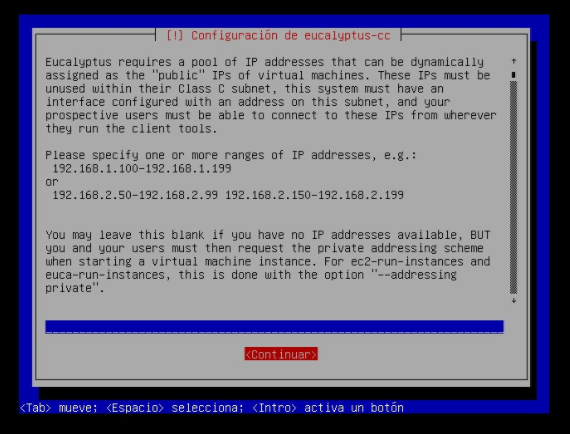 [!] Configuración de eucalyptus-cc
Eucalyptus requires a pool of IP addresses that can be dynamically
assigned as the "public" IPs of virtual machines. These IPs must be
unused within their Class C subnet, this system must have an
interface configured with an address on this subnet, and your
prospective users must be able to connect to these IPs from wherever
they run the client tools.
Please specify one or more ranges of IP addresses, e.g.:
192.168.1.100-192.168.1.199
or
192.168.2.50-192.168.2.99 192.168.2.150-192.168.2.199
You may leave this blank if you have no IP addresses available, BUT
you and your users must then request the private addressing scheme
when starting a virtual machine instance. For ec2-run-instances and
euca-run-instances, this is done with the option "--addressing
private".
<Continuar>
<Tab> mueve; <Espacio> selecciona; <Intro> activa un botón